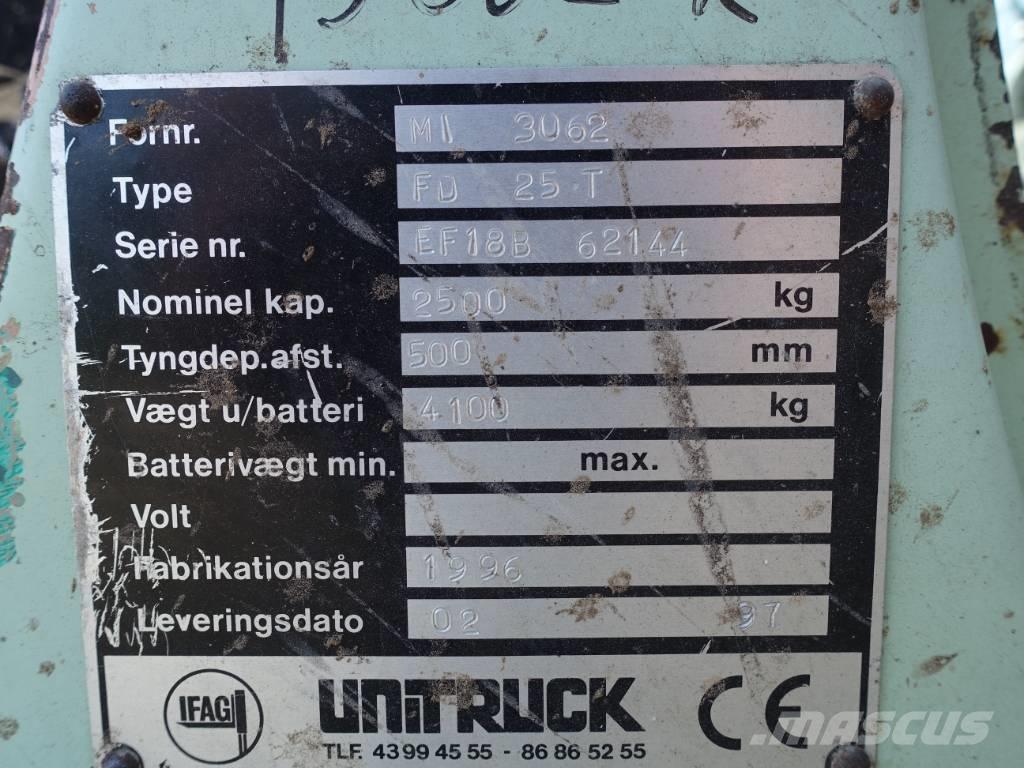 Fornr. MI 3062
Type FD 25 T
Serie nr. EF18B 62144
Nominel kap. 2500 kg
Tyngdep.afst. 500 mm
Vægt u/batteri 4100 kg
Batterivægt min. max.
Volt
Fabrikationsår 1996
Leveringsdato 02 97
IFAG UNITRUCK CE
TLF. 43 99 45 55 - 86 86 52 55
MASCUS